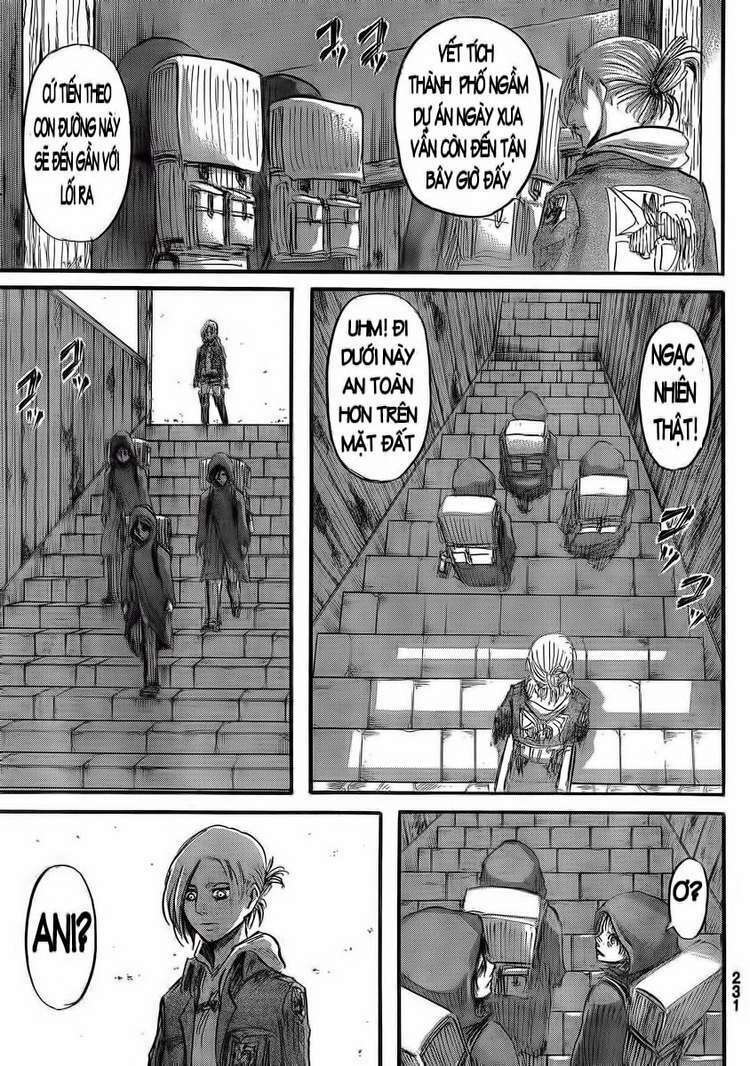 VẾT TÍCH
THÀNH PHỐ NGẦM
DỰ ÁN NGÀY XƯA
VẪN CÒN ĐẾN TẬN
BÂY GIỜ ĐẤY
CỨ TIẾN THEO
CON ĐƯỜNG NÀY
SẼ ĐẾN GẦN VỚI
LỐI RA
NGẠC
NHIÊN
THẬT!
UHM! ĐI
DƯỚI NÀY
AN TOÀN
HƠN TRÊN
MẶT ĐẤT
Ơ?
ANI?
231